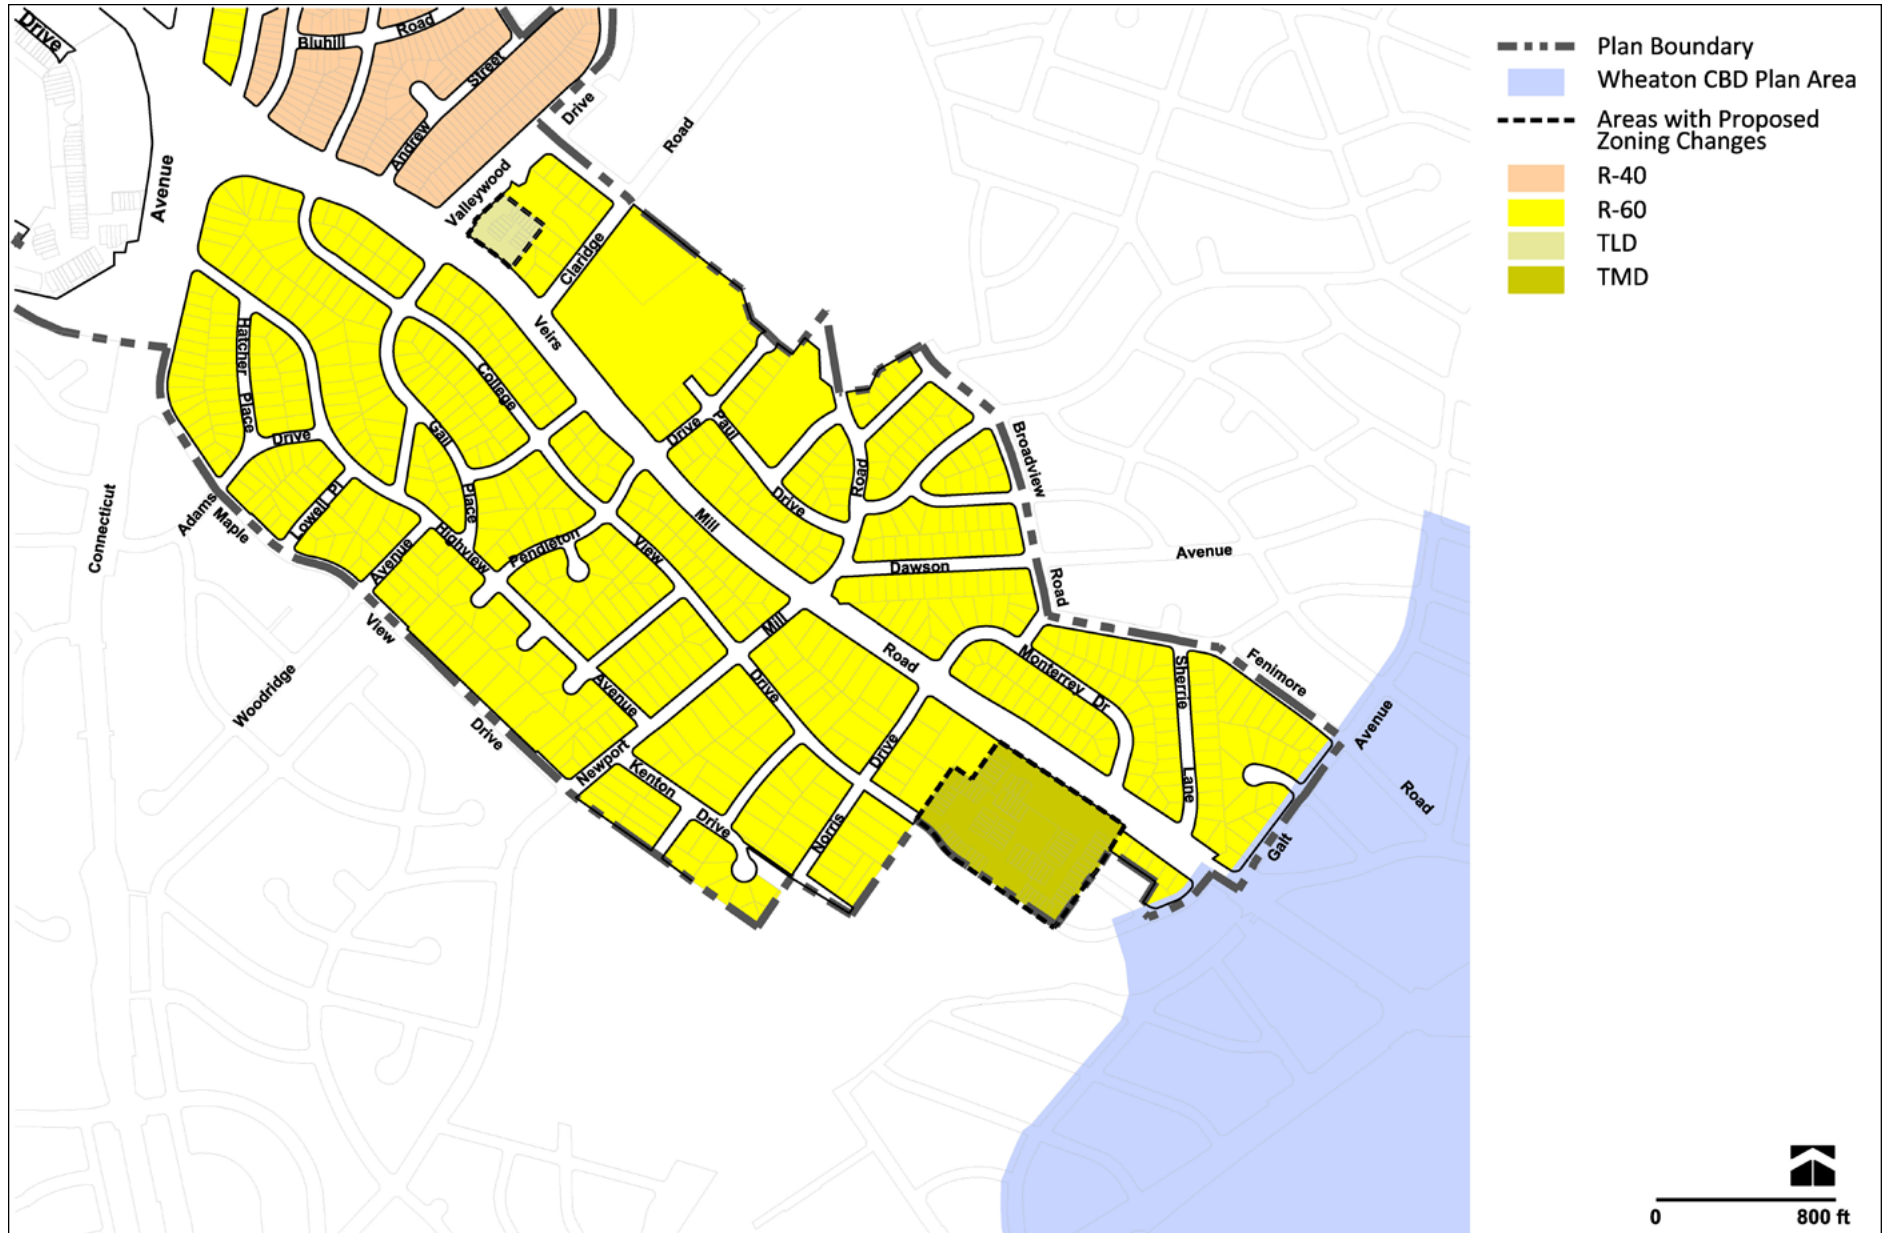 Drive
Bluhill
Road
Street
Andrew
Drive
Road
Avenue
Valleywood
Claridge
Veirs
Hatcher
Place
Drive
College
Gail
Place
Drive
Paul
Drive
Road
Broadview
Lowell Pl
Adams
Maple
Connecticut
Avenue
Highview
Pendleton
View
Mill
Dawson
Avenue
Road
View
Woodridge
Drive
Avenue
Mill
Drive
Road
Monterrey Dr
Sherrie
Lane
Fenimore
Avenue
Road
Galt
Newport
Kenton
Drive
Norris
Drive
Plan Boundary
Wheaton CBD Plan Area
Areas with Proposed
Zoning Changes
R-40
R-60
TLD
TMD
0 800 ft